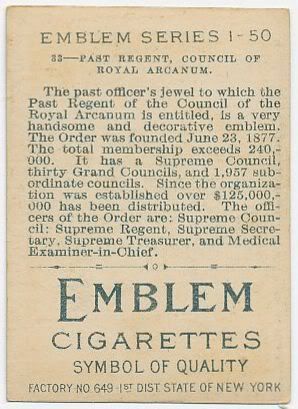 EMBLEM SERIES 1-50
33—PAST REGENT, COUNCIL OF
ROYAL ARCANUM.
The past officer's jewel to which the
Past Regent of the Council of the
Royal Arcanum is entitled, is a very
handsome and decorative emblem.
The Order was founded June 23, 1877.
The total membership exceeds 240,-
000. It has a Supreme Council,
thirty Grand Councils, and 1,957 sub-
ordinate councils. Since the organiza-
tion was established over $125,000,-
000 has been distributed. The offi-
cers of the Order are: Supreme Coun-
cil: Supreme Regent, Supreme Secre-
tary, Supreme Treasurer, and Medical
Examiner-in-Chief.
EMBLEM
CIGARETTES
SYMBOL OF QUALITY
FACTORY NO. 649-1ST DIST. STATE OF NEW YORK